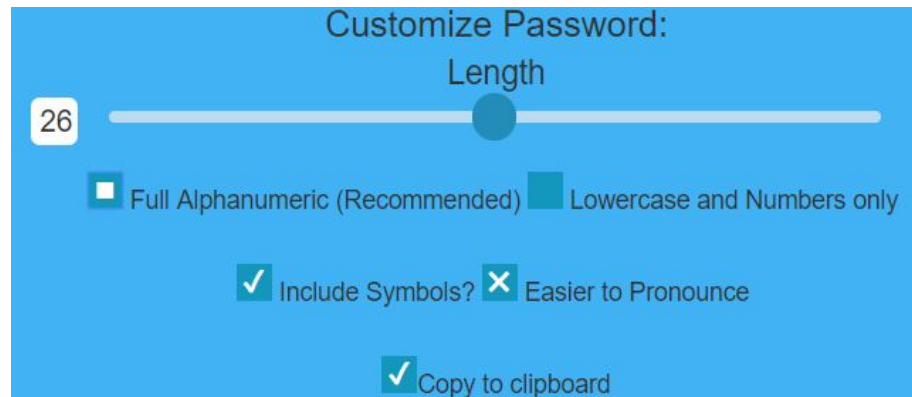 Customize Password:
Length
26
Full Alphanumeric (Recommended) Lowercase and Numbers only
Include Symbols? Easier to Pronounce
Copy to clipboard